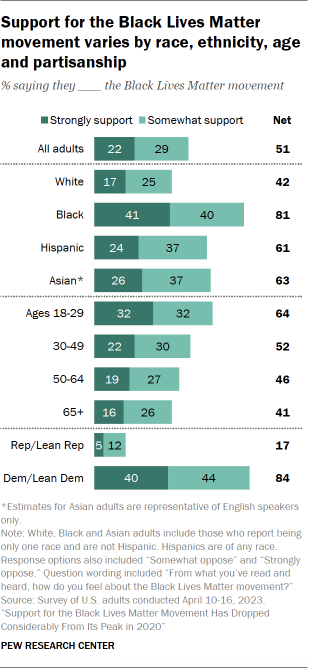 Support for the Black Lives Matter
movement varies by race, ethnicity, age
and partisanship
% saying they ___ the Black Lives Matter movement
Strongly support Somewhat support Net
All adults 22 29 51
White 17 25 42
Black 41 40 81
Hispanic 24 37 61
Asian* 26 37 63
Ages 18-29 32 32 64
30-49 22 30 52
50-64 19 27 46
65+ 16 26 41
Rep/Lean Rep 5 12 17
Dem/Lean Dem 40 44 84
*Estimates for Asian adults are representative of English speakers
only.
Note: White, Black and Asian adults include those who report being
only one race and are not Hispanic. Hispanics are of any race.
Response options also included “Somewhat oppose” and “Strongly
oppose.” Question wording included “From what you’ve read and
heard, how do you feel about the Black Lives Matter movement?”
Source: Survey of U.S. adults conducted April 10-16, 2023.
“Support for the Black Lives Matter Movement Has Dropped
Considerably From Its Peak in 2020”
PEW RESEARCH CENTER